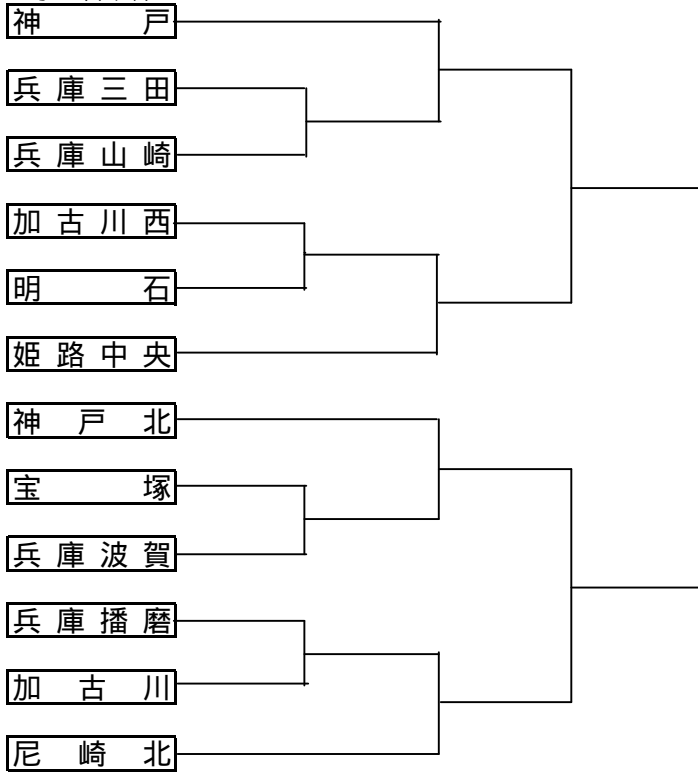 神戸
兵庫三田
兵庫山崎
加古川西
明石
姫路中央
神戸北
宝塚
兵庫波賀
兵庫播磨
加古川
尼崎北